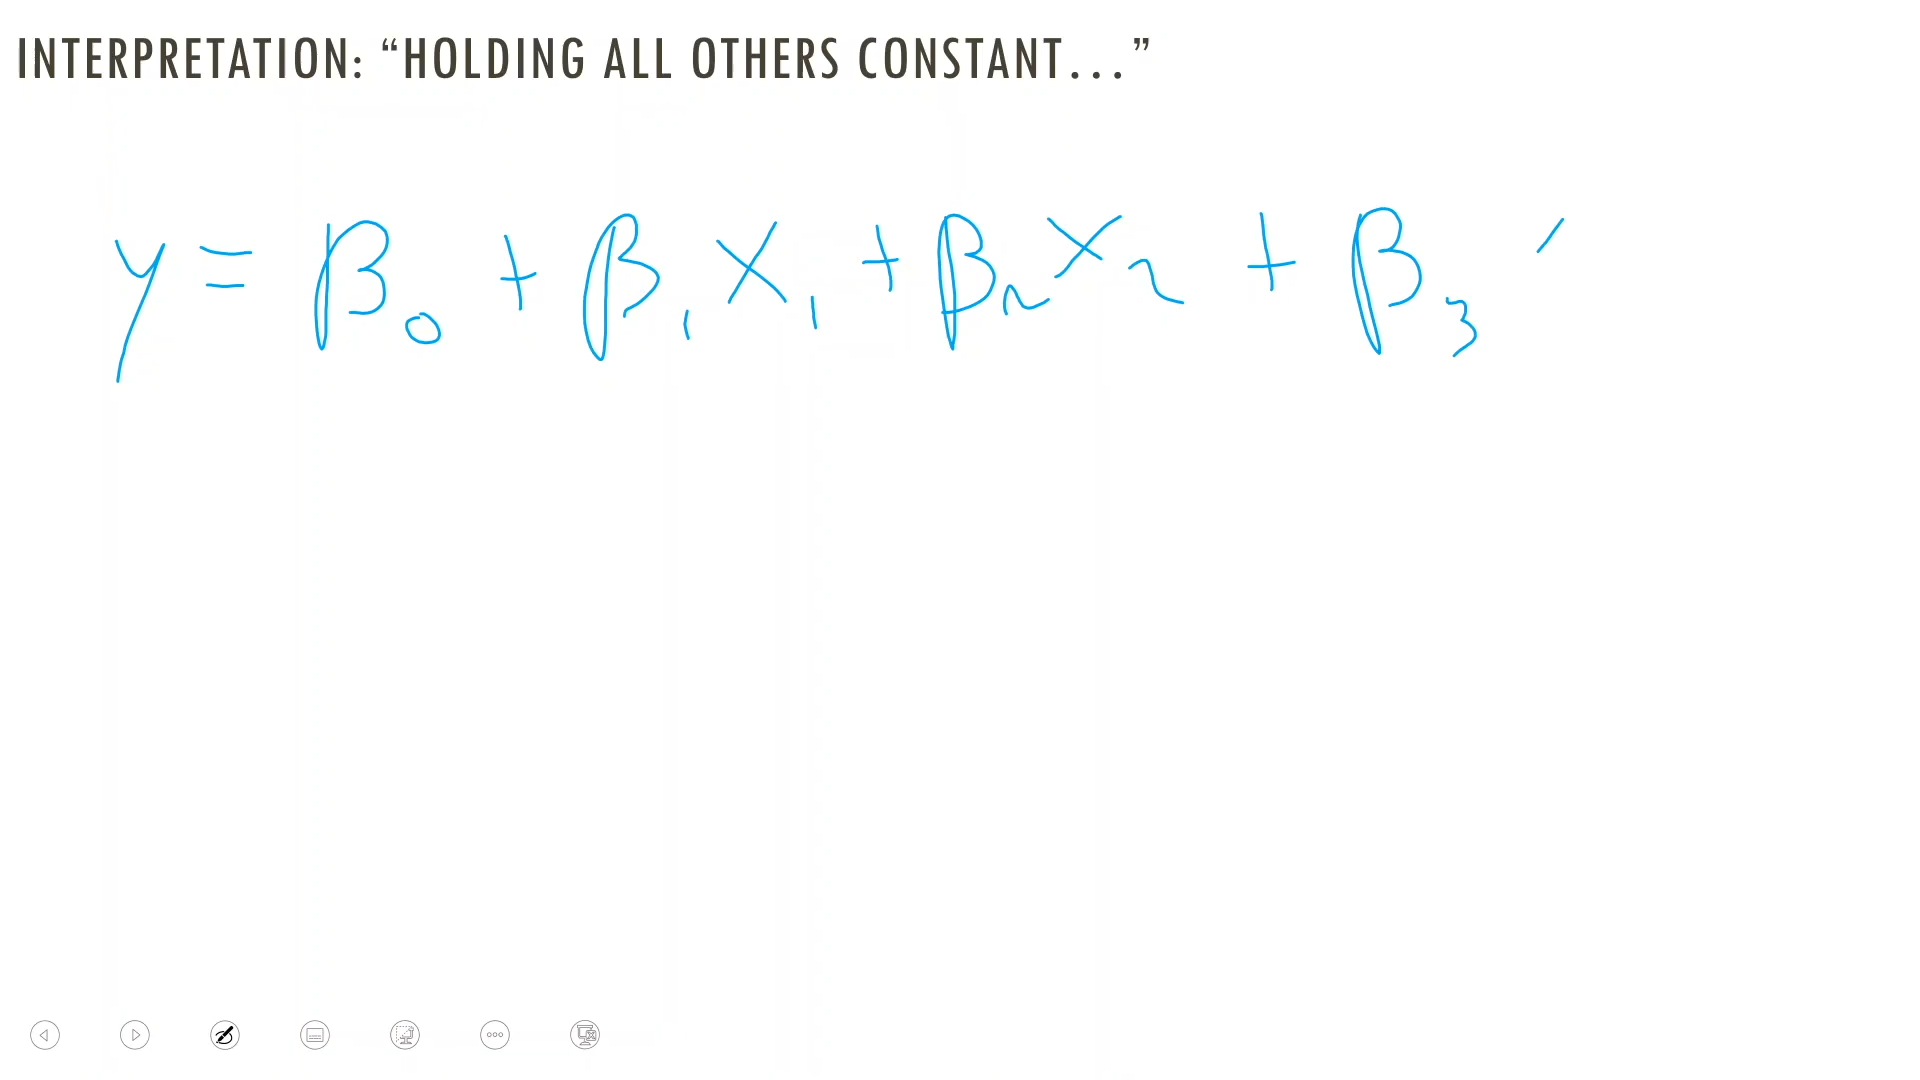 INTERPRETATION: “HOLDING ALL OTHERS CONSTANT...”
y = β₀ + β₁x₁ + β₂x₂ + β₃